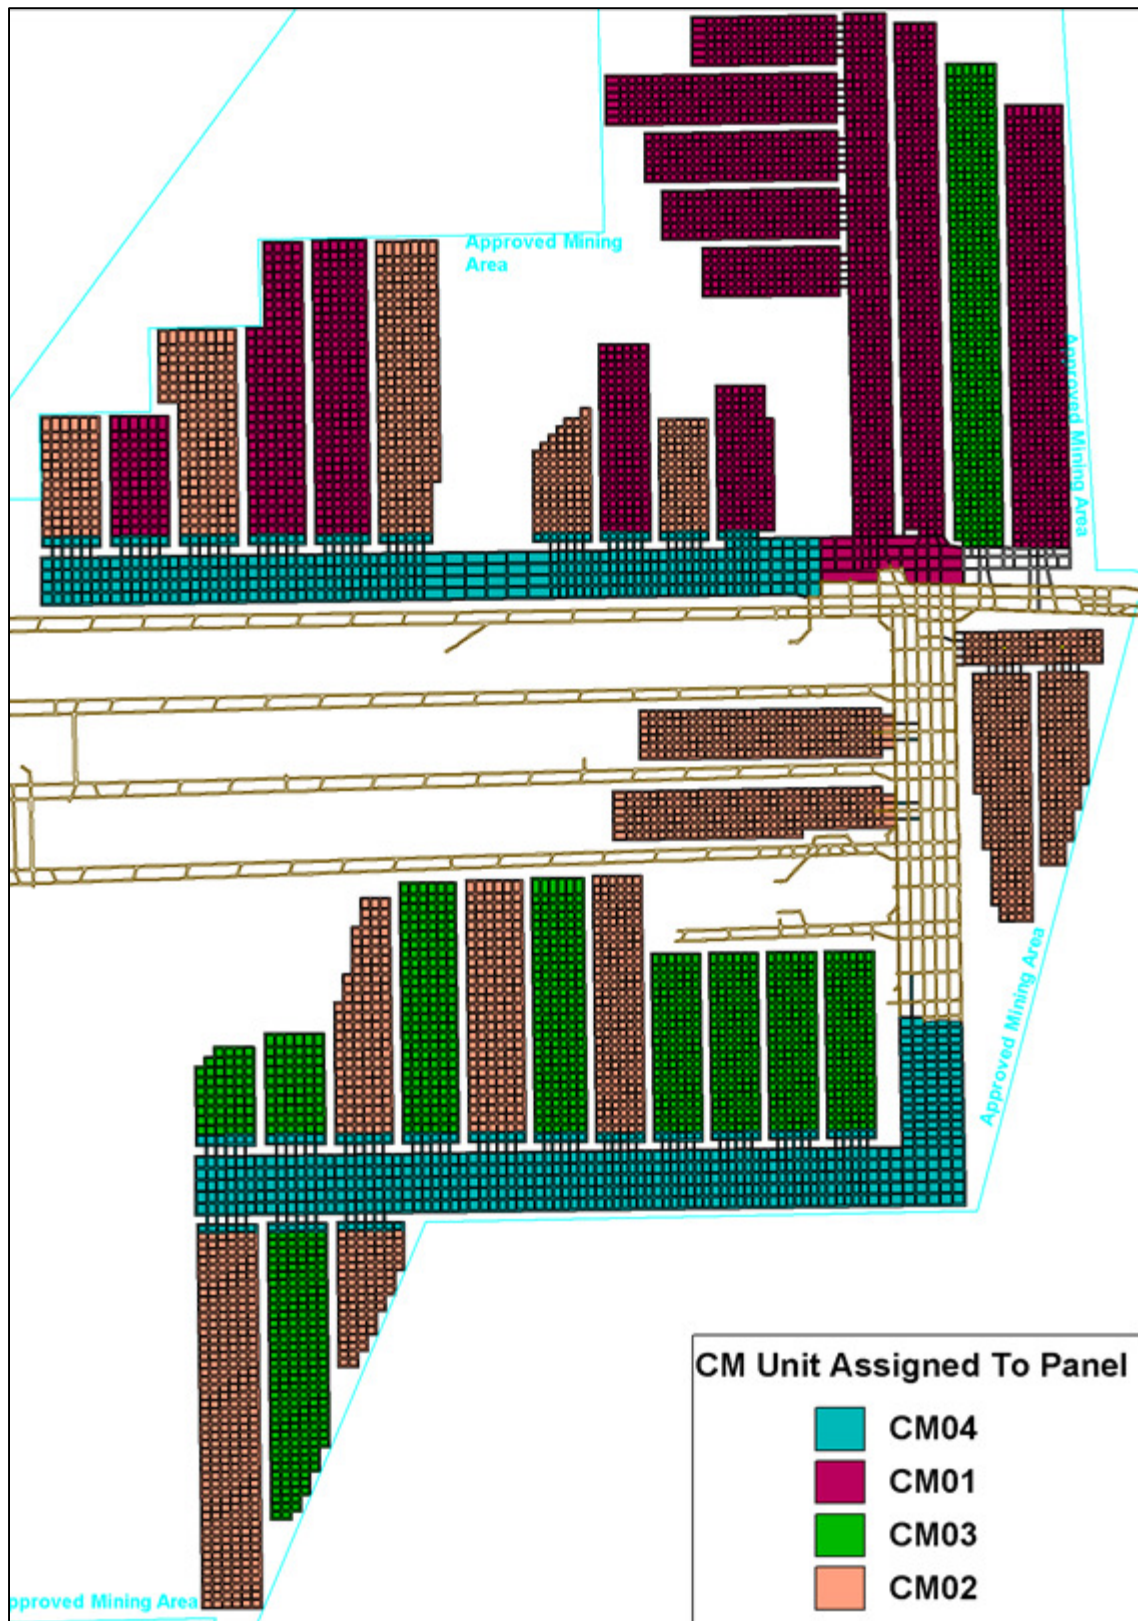 Approved Mining
Area
Approved Mining Area
Approved Mining Area
CM Unit Assigned To Panel
CM04
CM01
CM03
CM02
pproved Mining Area